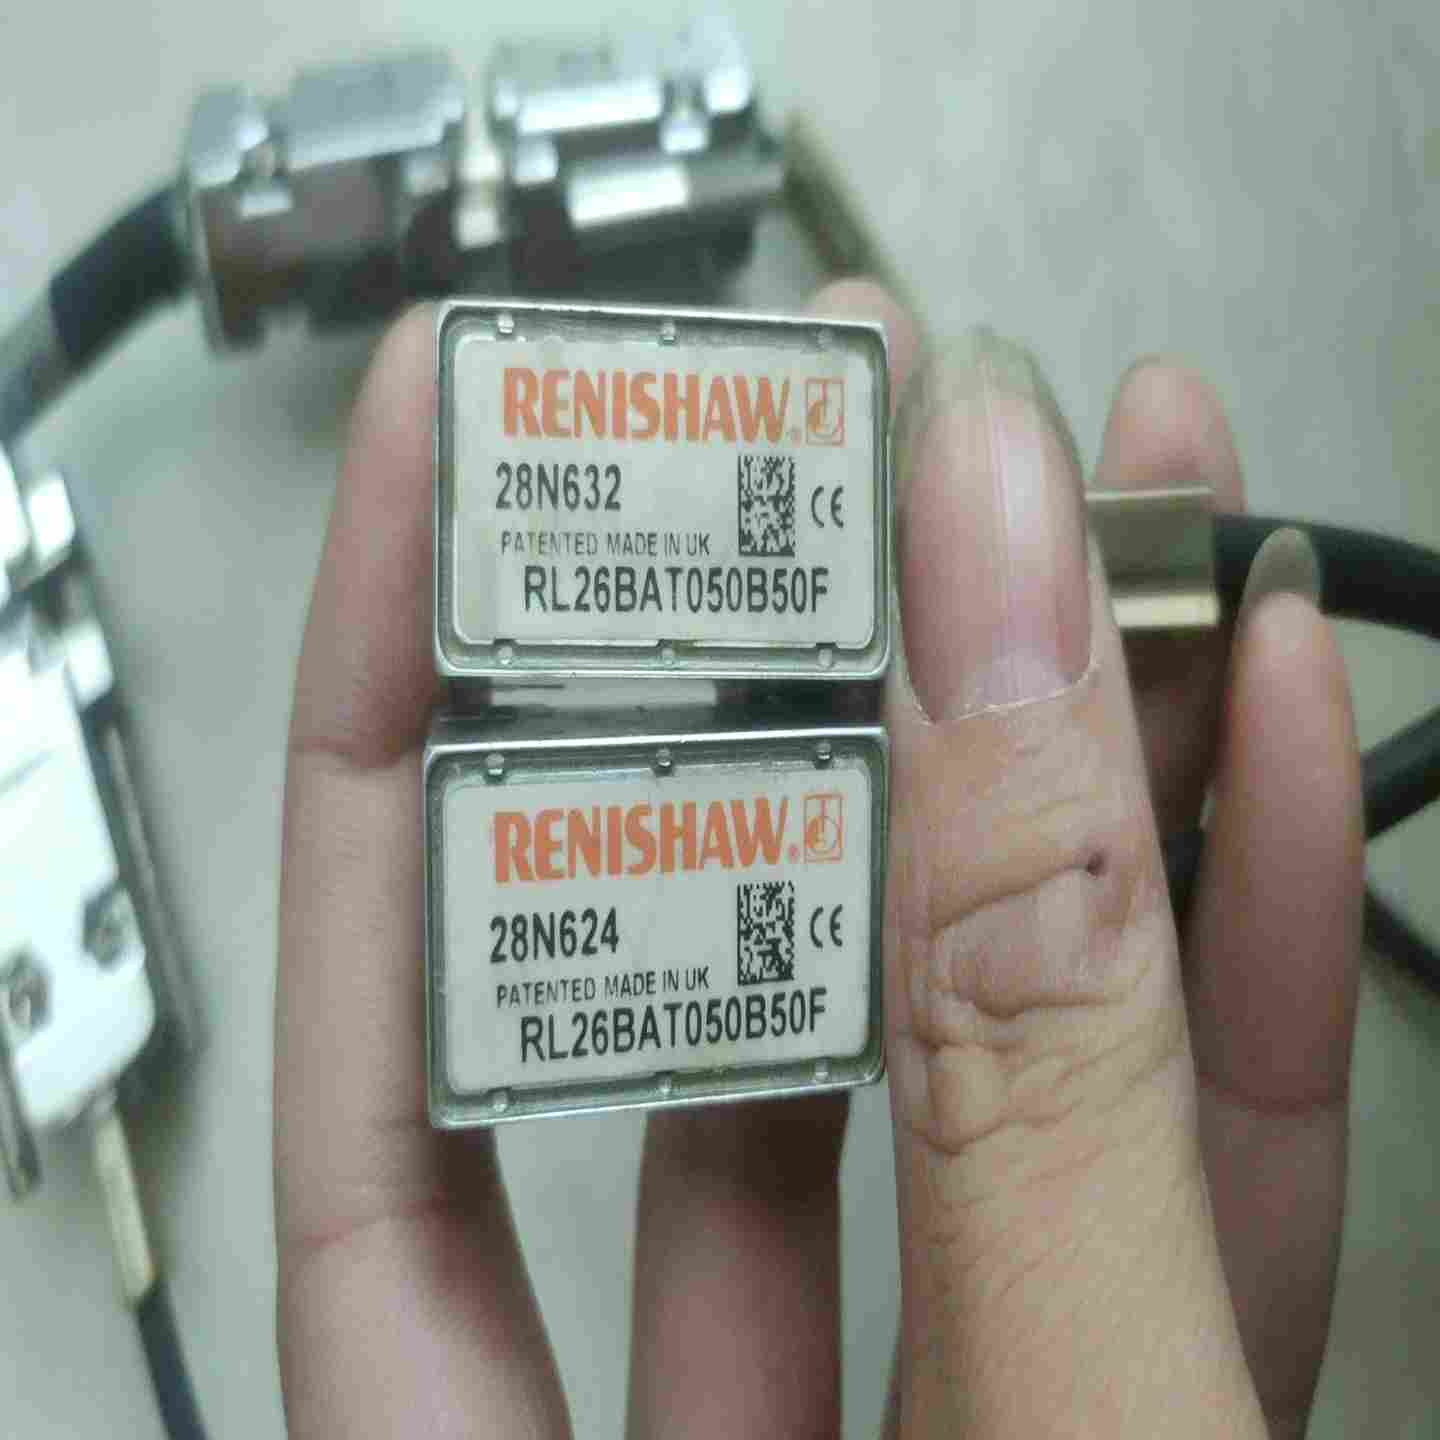 RENISHAW.®
28N632
CE
PATENTED MADE IN UK
RL26BAT050B50F
RENISHAW.®
28N624
CE
PATENTED MADE IN UK
RL26BAT050B50F